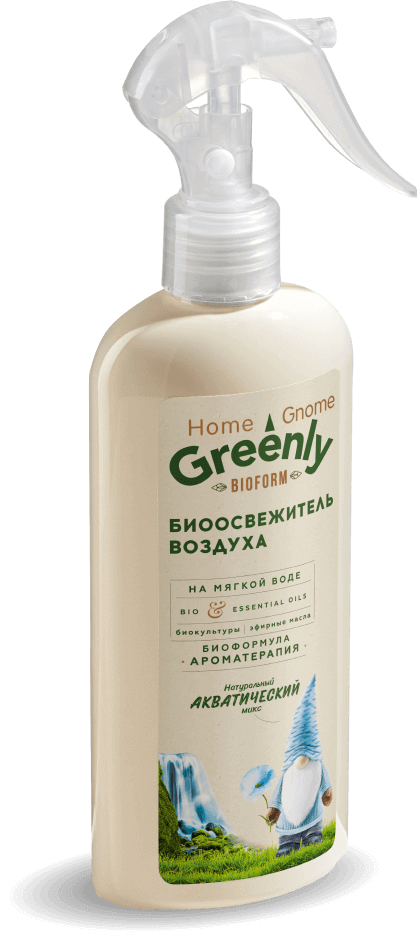 Home Gnome
Greenly
BIOFORM
БИООСВЕЖИТЕЛЬ
ВОЗДУХА
НА МЯГКОЙ ВОДЕ
BIO & ESSENTIAL OILS
биокультуры | эфирные масла
БИОФОРМУЛА
· АРОМАТЕРАПИЯ ·
Натуральный
АКВАТИЧЕСКИЙ
микс